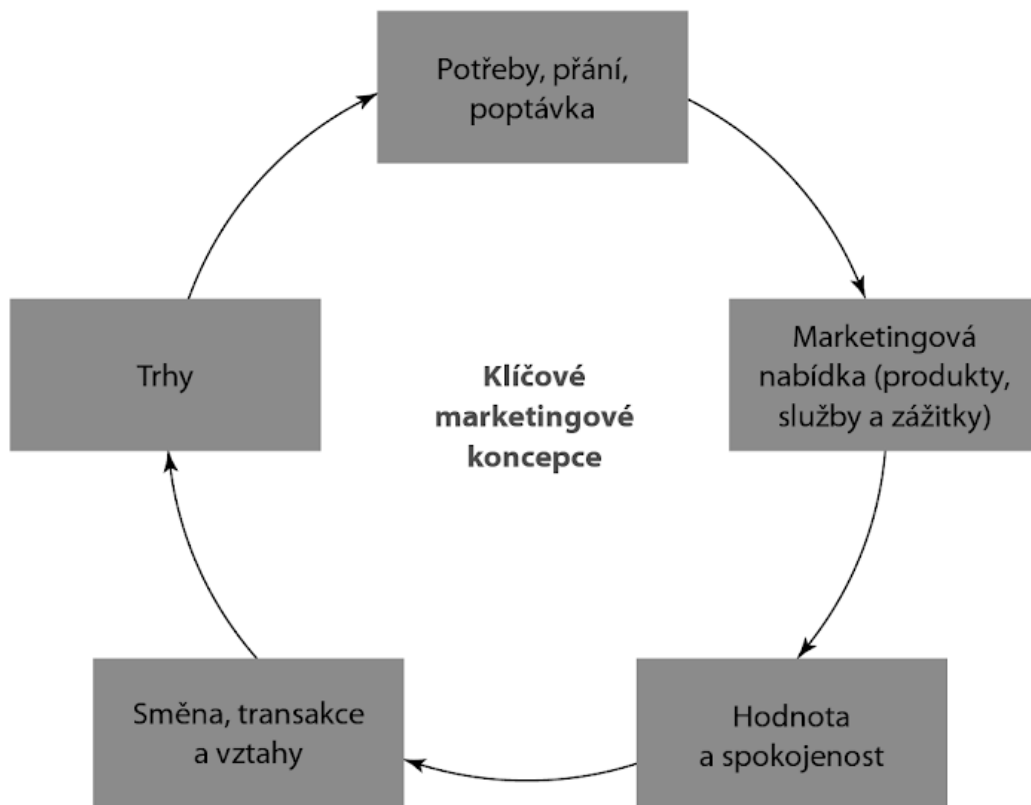 Potřeby, přání,
poptávka
Marketingová
nabídka (produkty,
služby a zážitky)
Hodnota
a spokojenost
Směna, transakce
a vztahy
Trhy
Klíčové
marketingové
koncepce